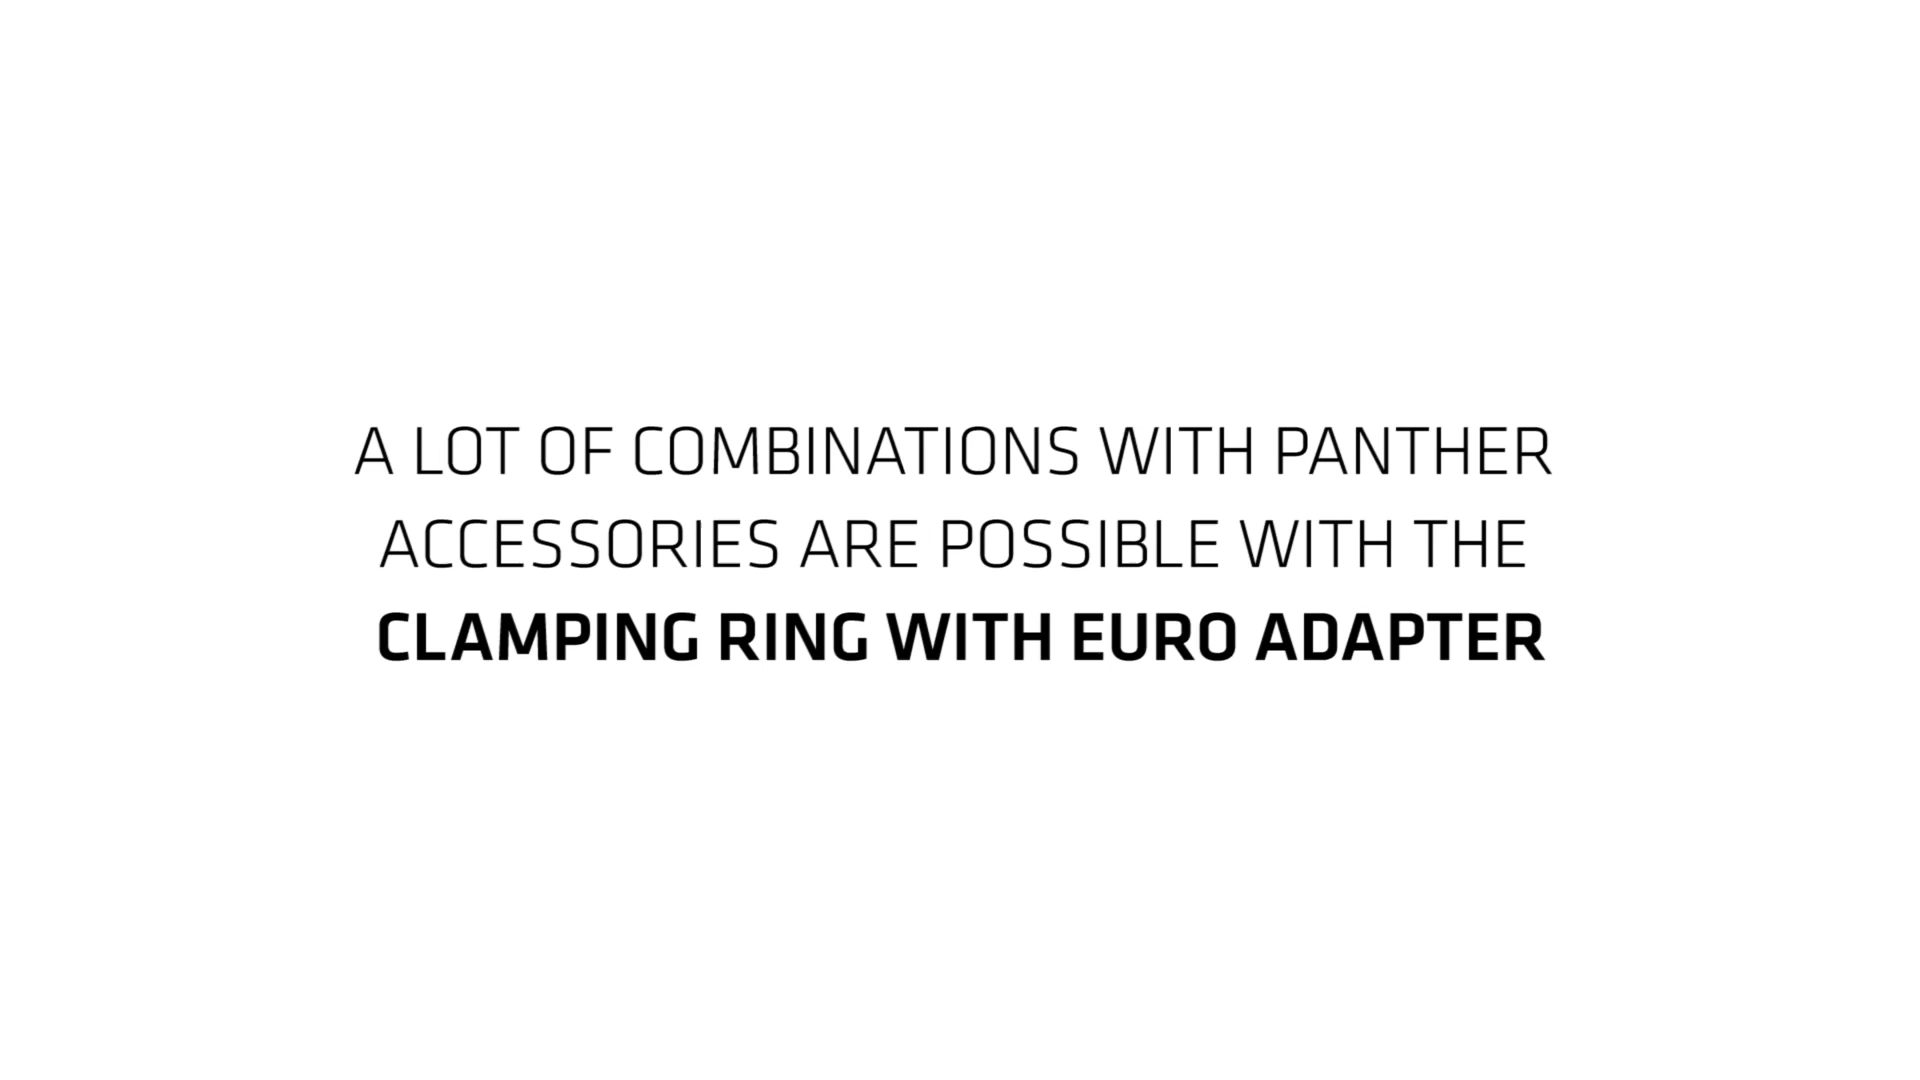 A LOT OF COMBINATIONS WITH PANTHER
ACCESSORIES ARE POSSIBLE WITH THE
CLAMPING RING WITH EURO ADAPTER